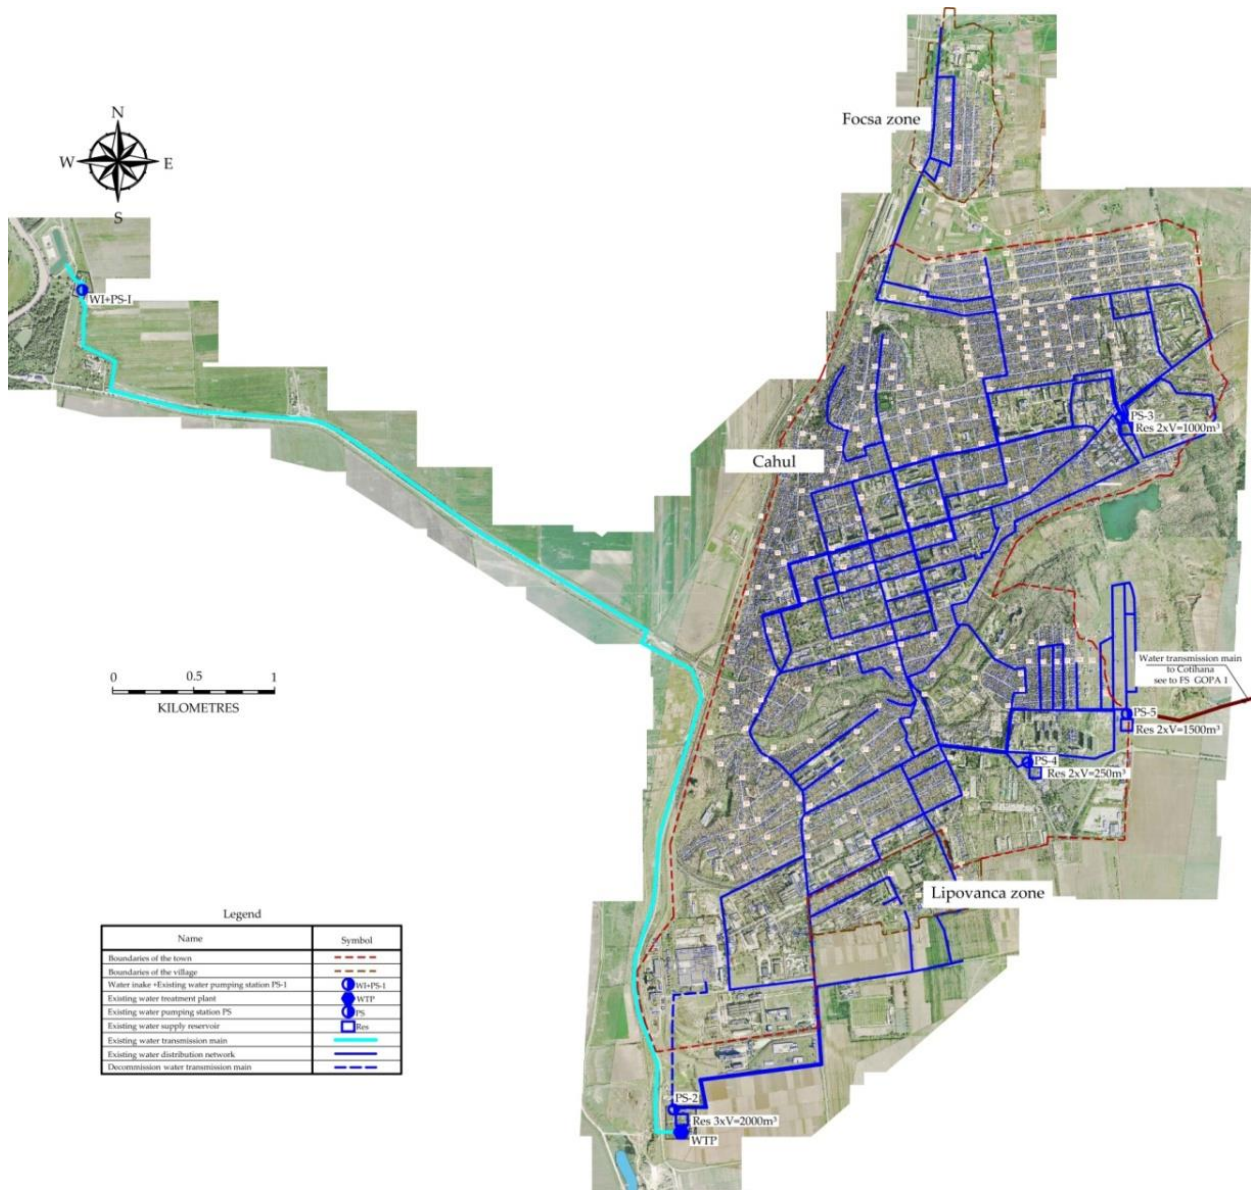 N
Focsa zone
W
E
S
WI+PS-I
PS-3
Res 2xV=1000m³
Cahul
Water transmission main
to Cotihana
see to FS GOPA 1
0
0.5
1
KILOMETRES
PS-5
Res 2xV=1500m³
PS-4
Res 2xV=250m³
Lipovanca zone
Legend
Name
Symbol
Boundaries of the town
Boundaries of the village
Water inake +Existing water pumping station PS-1
WI+PS-1
Existing water treatment plant
WTP
Existing water pumping station PS
PS
Existing water supply reservoir
Res
Existing water transmission main
Existing water distribution network
Decommission water transmission main
PS-2
Res 3xV=2000m³
WTP